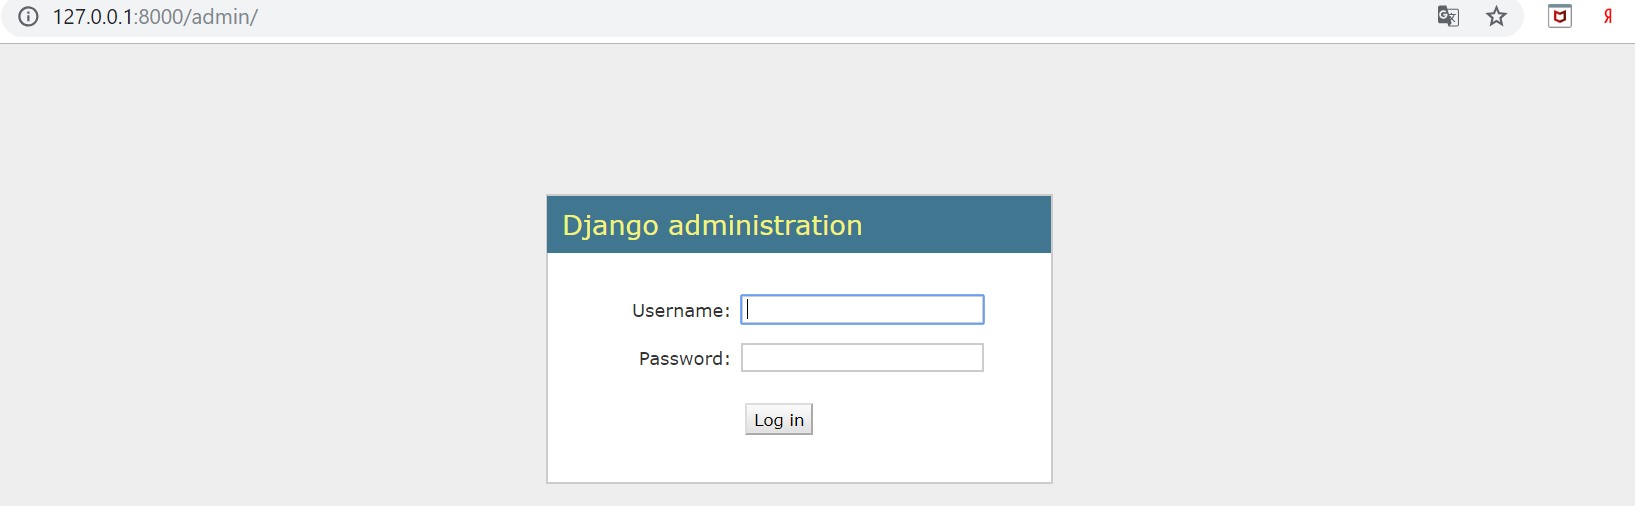 127.0.0.1:8000/admin/
Я
Django administration
Username:
Password:
Log in